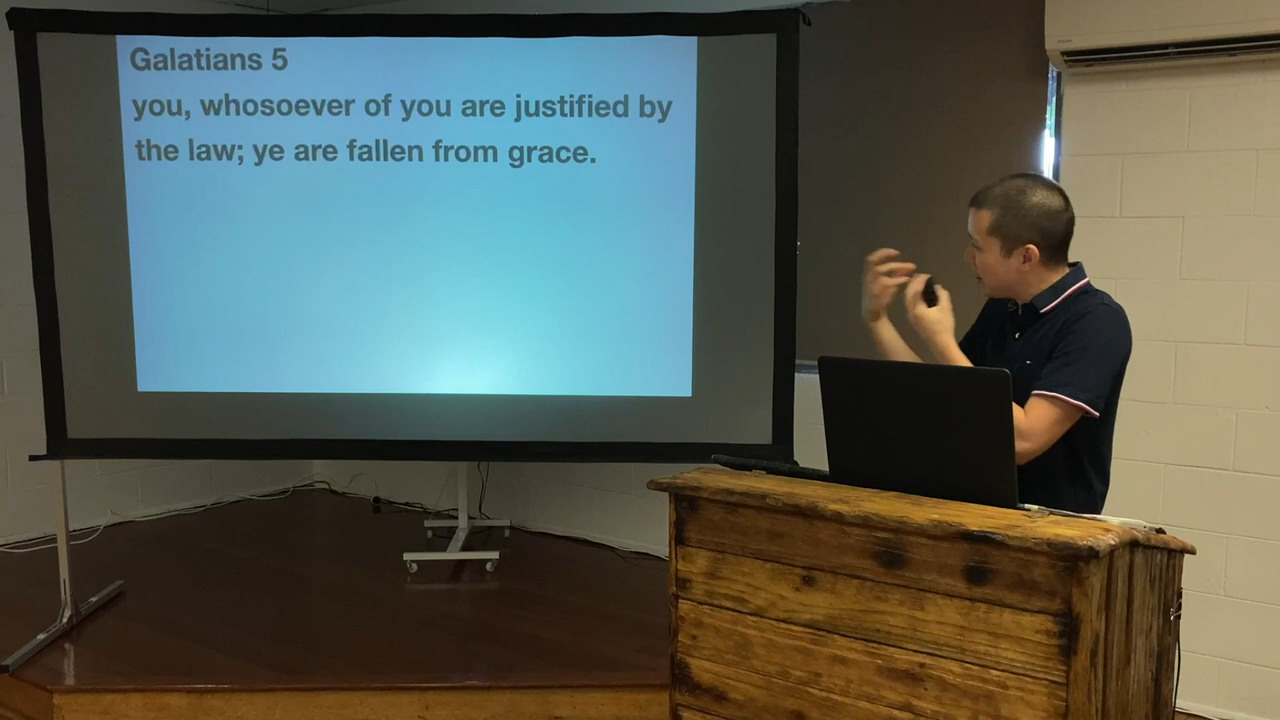 Galatians 5
you, whosoever of you are justified by
the law; ye are fallen from grace.